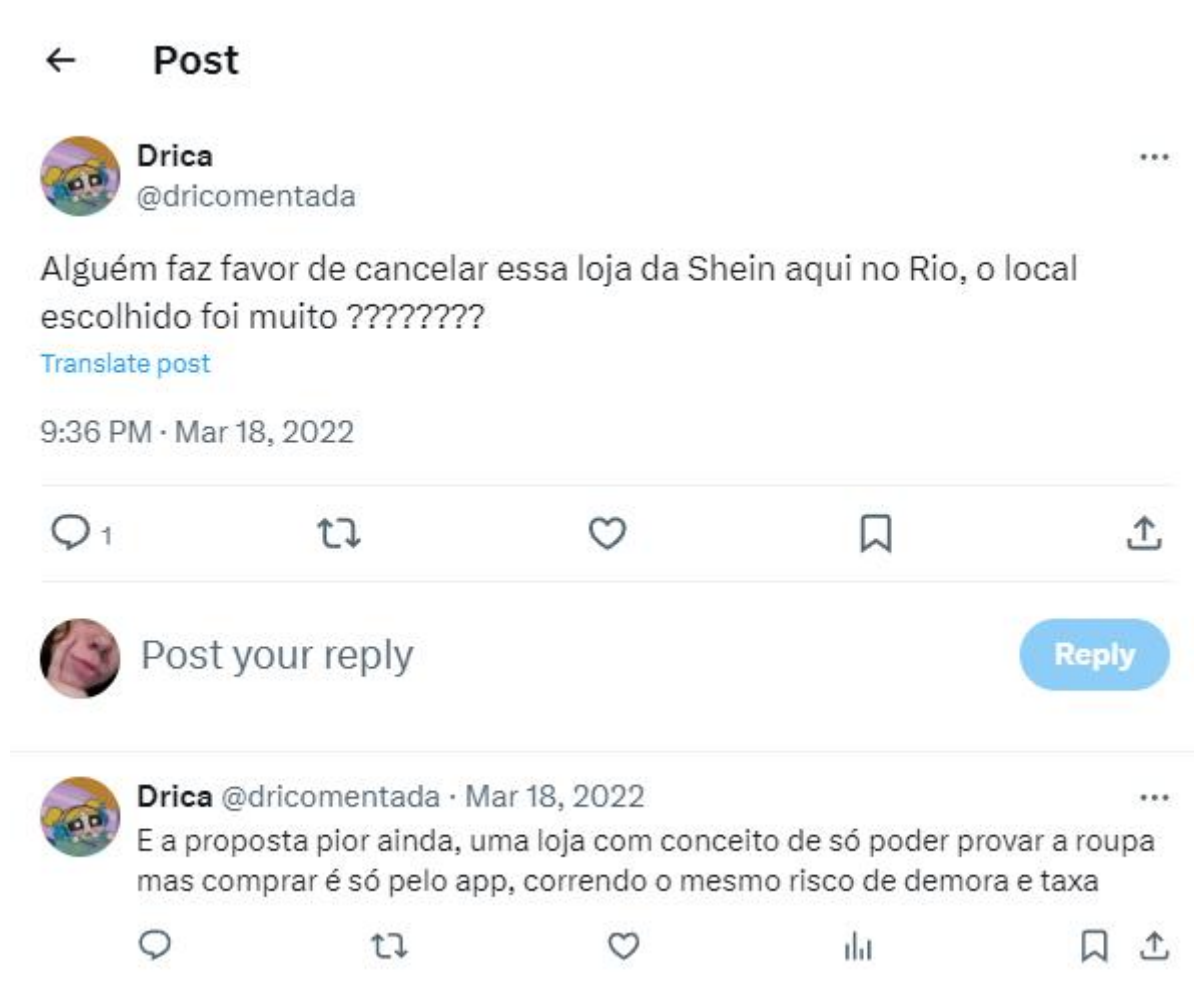 Post
Drica
@dricomentada
Alguém faz favor de cancelar essa loja da Shein aqui no Rio, o local
escolhido foi muito ????????
Translate post
9:36 PM · Mar 18, 2022
1
Post your reply
Reply
Drica @dricomentada · Mar 18, 2022
E a proposta pior ainda, uma loja com conceito de só poder provar a roupa
mas comprar é só pelo app, correndo o mesmo risco de demora e taxa